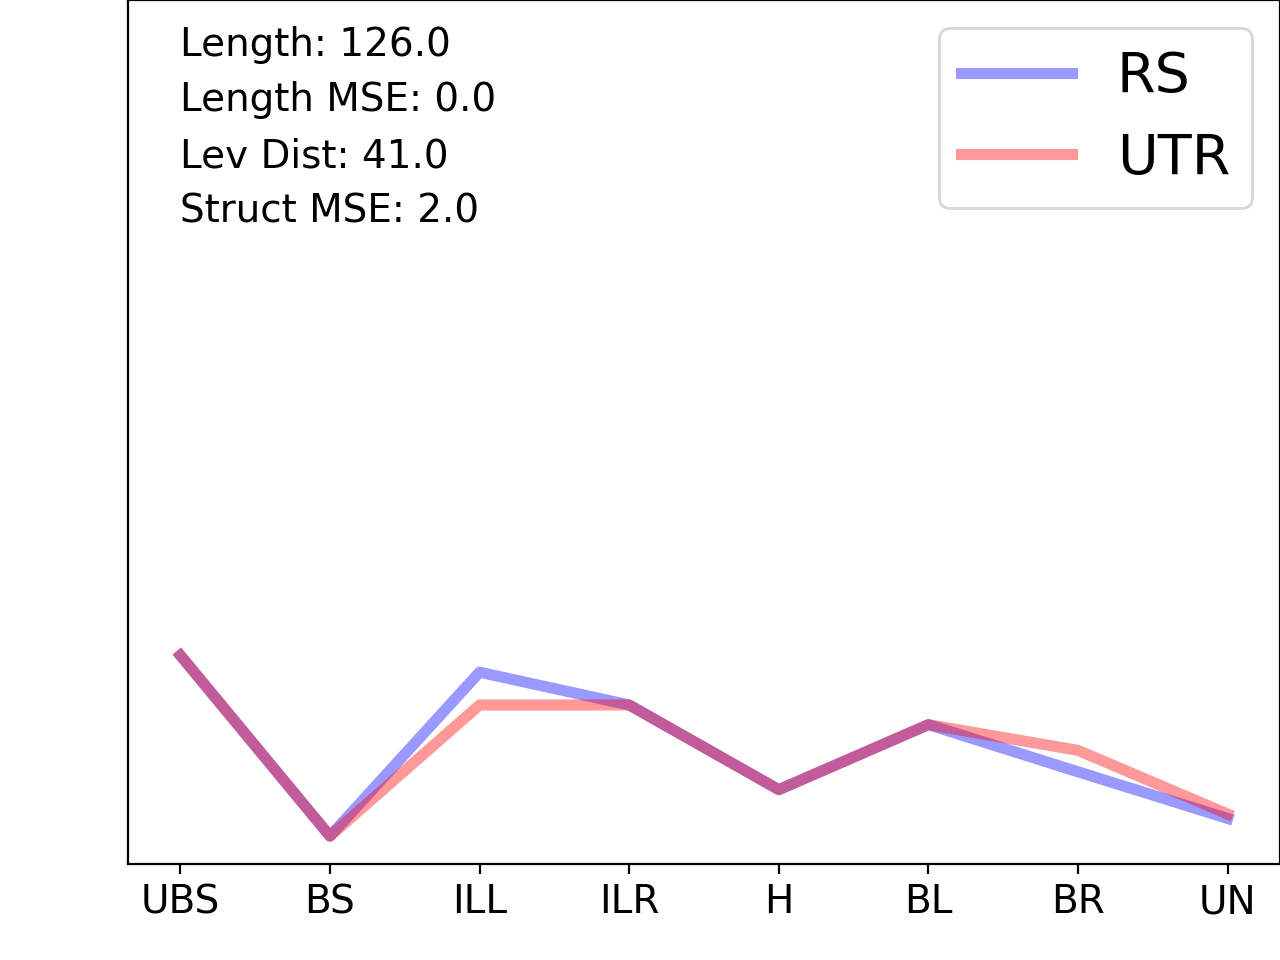 Length: 126.0
Length MSE: 0.0
Lev Dist: 41.0
Struct MSE: 2.0
RS
UTR
UBS BS ILL ILR H BL BR UN